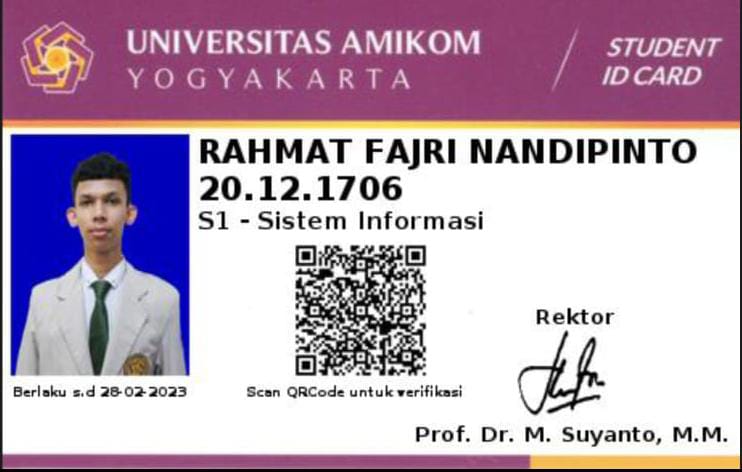 UNIVERSITAS AMIKOM
YOGYAKARTA
STUDENT
ID CARD
RAHMAT FAJRI NANDIPINTO
20.12.1706
S1 - Sistem Informasi
Berlaku s.d 28-02-2023
Scan QRCode untuk verifikasi
Rektor
Prof. Dr. M. Suyanto, M.M.